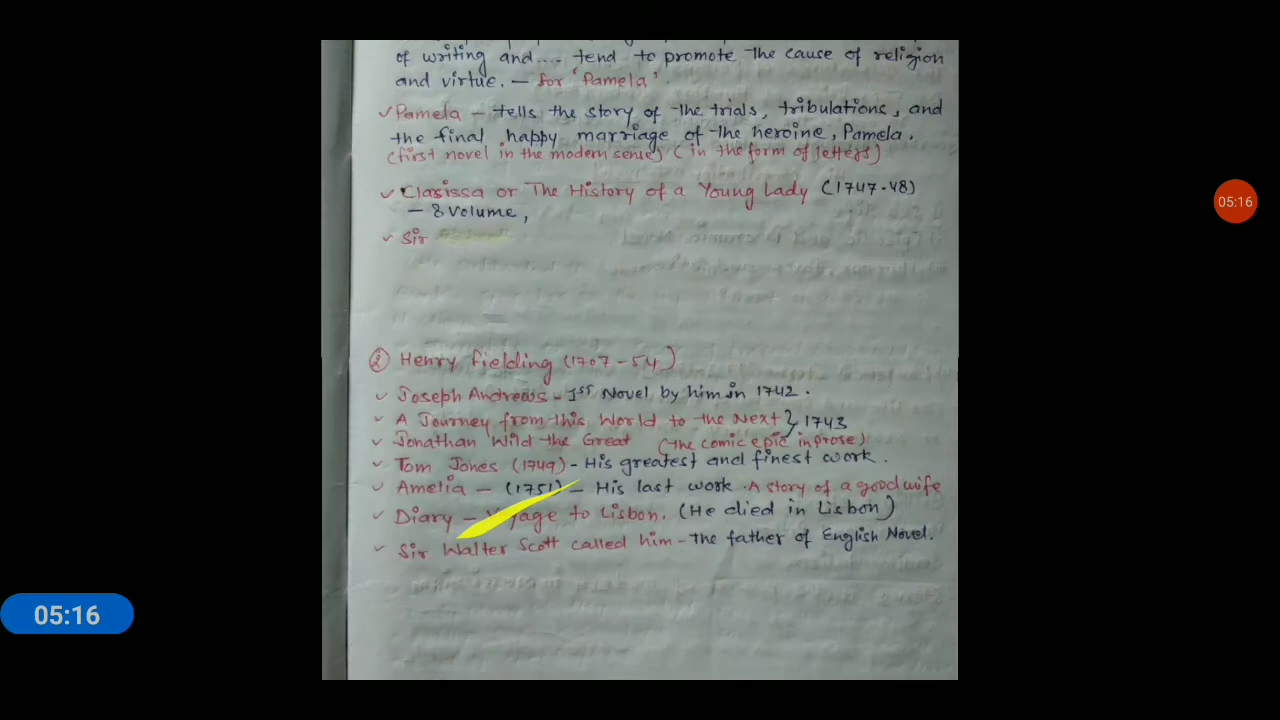 of writing and.... tend to promote the cause of religion
and virtue. – for 'Pamela'.
✓ Pamela – tells the story of the trials, tribulations, and
the final happy marriage of the heroine, Pamela.
(first novel in the modern sense) (in the form of letters)
✓ Clarissa or The History of a Young Lady (1747-48)
– 8 volume,
✓ Sir
② Henry Fielding (1707-54)
✓ Joseph Andrews - 1st Novel by him in 1742.
✓ A Journey from this World to the Next } 1743
✓ Jonathan Wild the Great (the comic epic in prose)
✓ Tom Jones (1749) - His greatest and finest work.
✓ Amelia – (1751) – His last work. A story of a good wife
✓ Diary – Voyage to Lisbon. (He died in Lisbon)
✓ Sir Walter Scott called him - the father of English Novel.
05:16
05:16